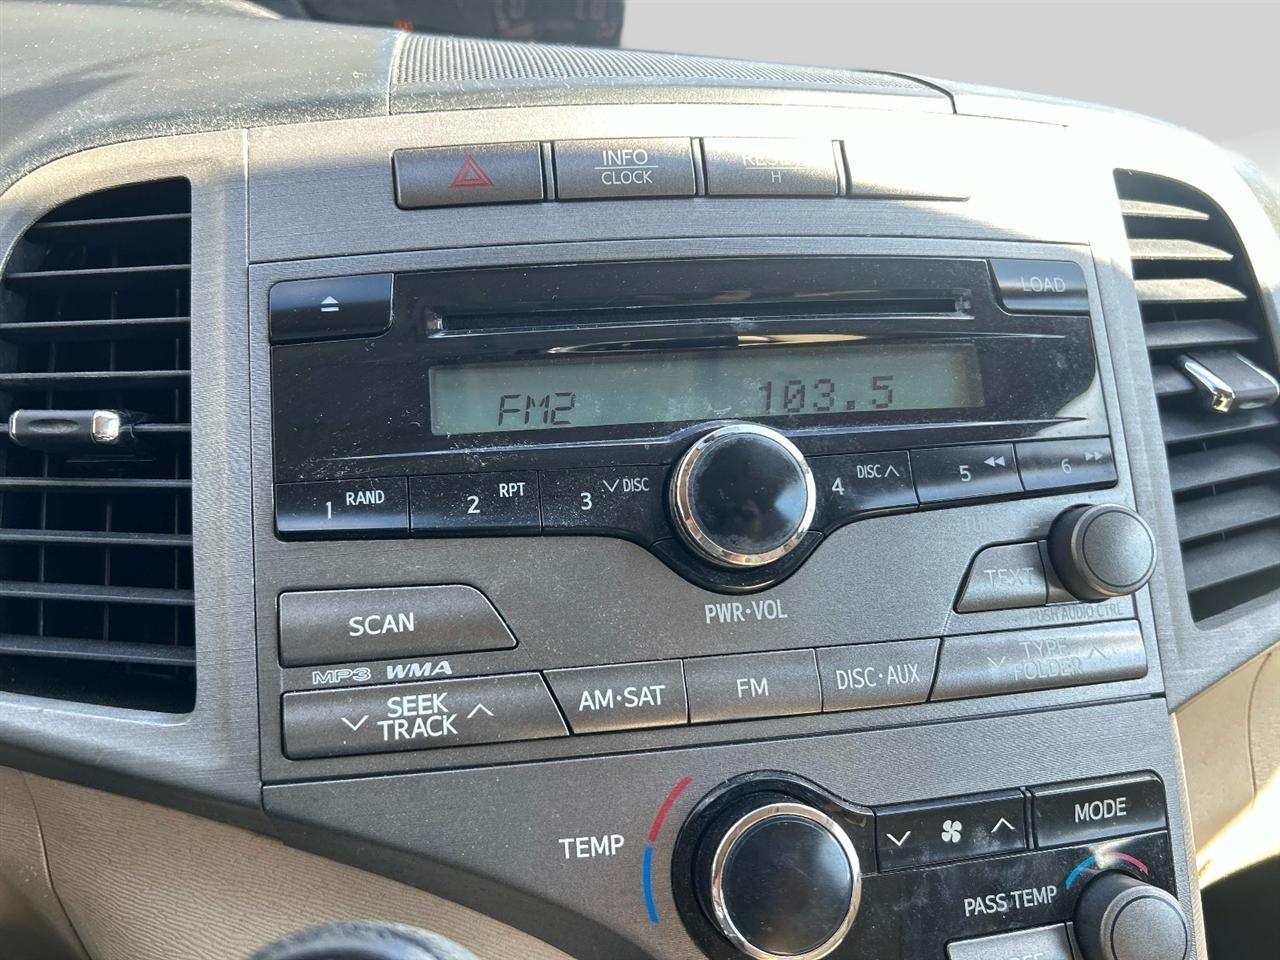 INFO
CLOCK
RESET
H
LOAD
FM2 103.5
1 RAND
2 RPT
3 DISC
4 DISC
5
6
TEXT
PUSH AUDIO CTRL
PWR•VOL
SCAN
MP3 WMA
SEEK
TRACK
AM•SAT
FM
DISC•AUX
TYPE
FOLDER
TEMP
MODE
PASS TEMP